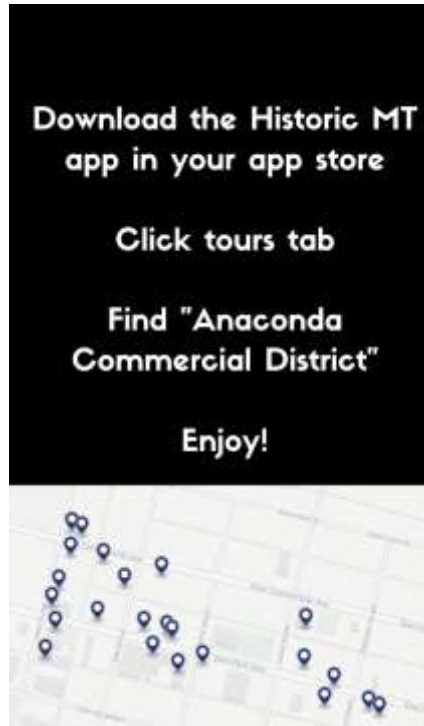 Download the Historic MT
app in your app store
Click tours tab
Find "Anaconda
Commercial District"
Enjoy!